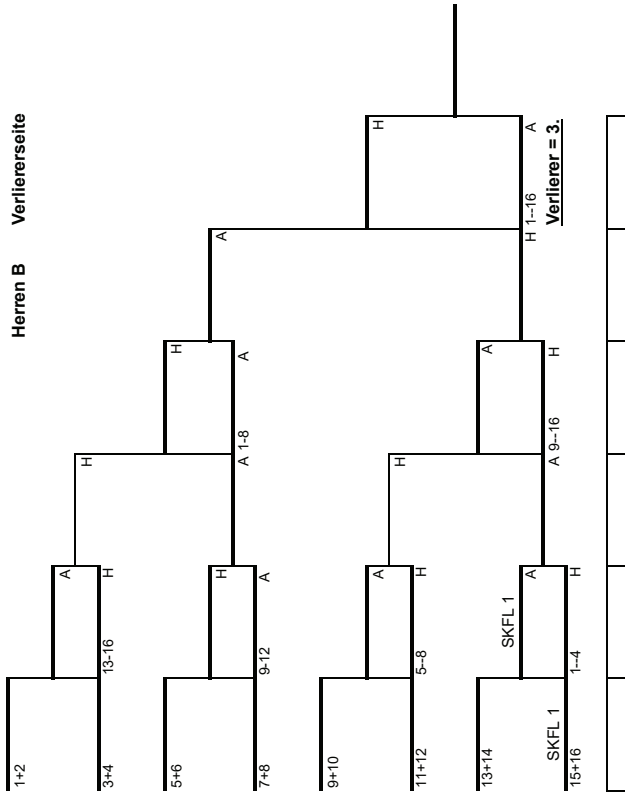 Herren B Verliererseite
1+2
3+4
5+6
7+8
9+10
11+12
13+14
SKFL 1
15+16
A
13-16 H
H
9-12 A
A
5--8 H
SKFL 1 A
1--4 H
H
A
H
A
H
1-8 A
A
9--16 H
A
H
H
1--16 A
Verlierer = 3.